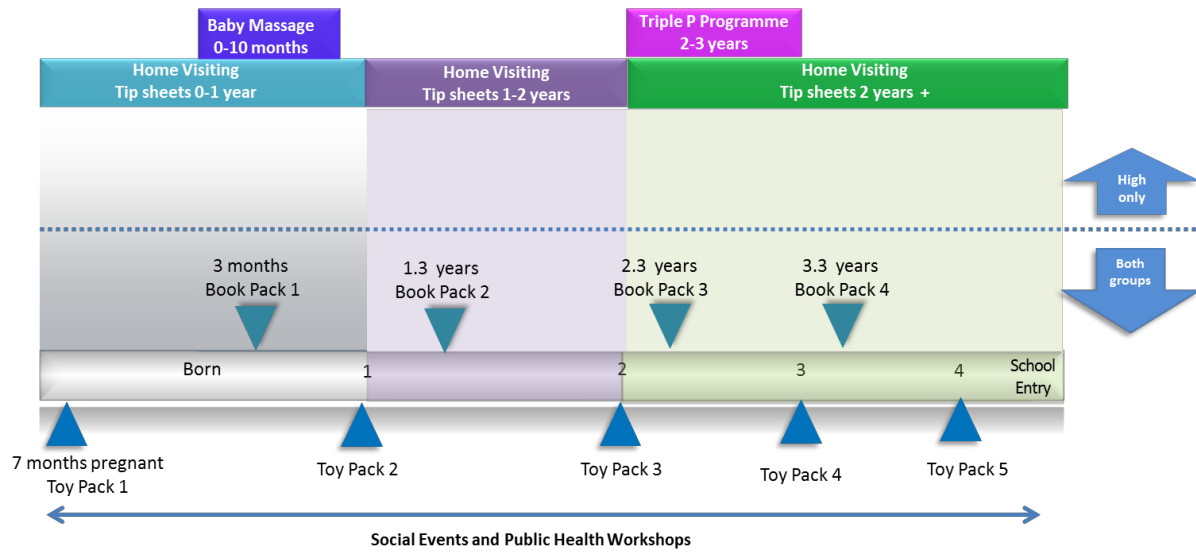 Baby Massage
0-10 months
Triple P Programme
2-3 years
Home Visiting
Tip sheets 0-1 year
Home Visiting
Tip sheets 1-2 years
Home Visiting
Tip sheets 2 years +
High
only
Both
groups
3 months
Book Pack 1
1.3 years
Book Pack 2
2.3 years
Book Pack 3
3.3 years
Book Pack 4
Born
1
2
3
4
School
Entry
7 months pregnant
Toy Pack 1
Toy Pack 2
Toy Pack 3
Toy Pack 4
Toy Pack 5
Social Events and Public Health Workshops